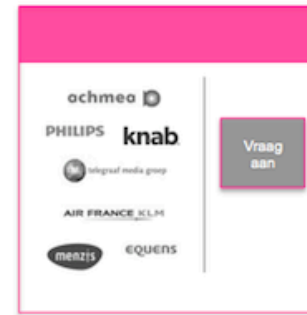 achmea
PHILIPS knab
telegraaf media groep
AIR FRANCE KLM
menzis
equens
Vraag
aan